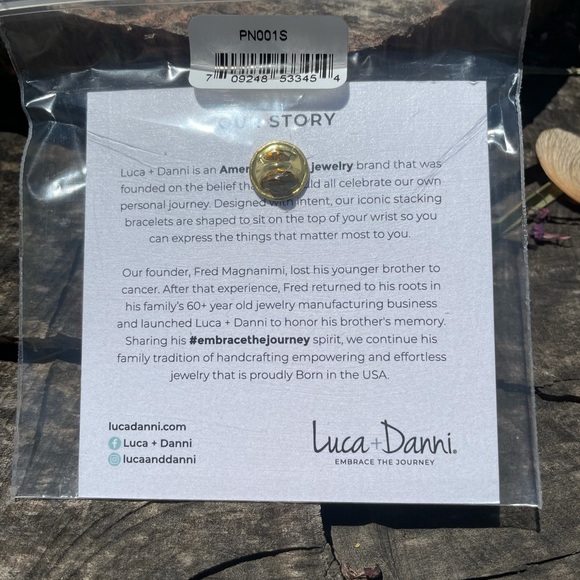 PN001S
7 09248 53345 4
STORY
Luca + Danni is an jewelry brand that was
founded on the belief all celebrate our own
personal journey. Designed with intent, our iconic stacking
bracelets are shaped to sit on the top of your wrist so you
can express the things that matter most to you.
Our founder, Fred Magnanimi, lost his younger brother to
cancer. After that experience, Fred returned to his roots in
his family's 60+ year old jewelry manufacturing business
and launched Luca + Danni to honor his brother's memory.
Sharing his #embracethejourney spirit, we continue his
family tradition of handcrafting empowering and effortless
jewelry that is proudly Born in the USA.
lucadanni.com
Luca + Danni
lucaanddanni
Luca+Danni®
EMBRACE THE JOURNEY